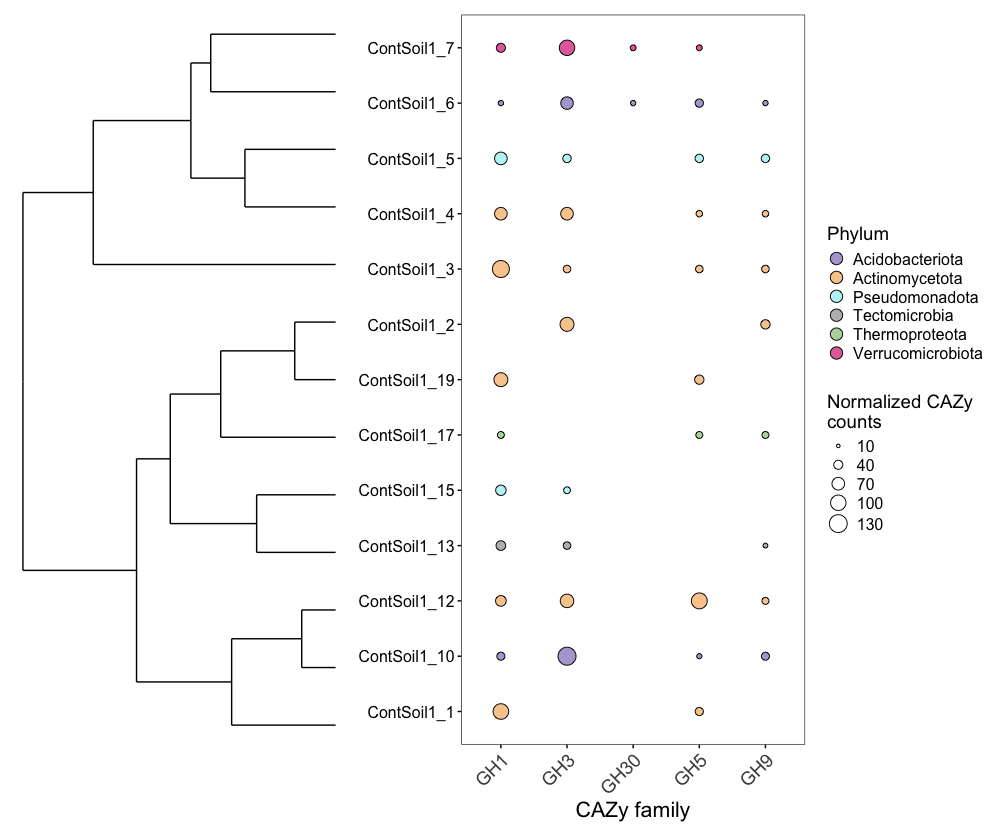 ContSoil1_7
ContSoil1_6
ContSoil1_5
ContSoil1_4
ContSoil1_3
ContSoil1_2
ContSoil1_19
ContSoil1_17
ContSoil1_15
ContSoil1_13
ContSoil1_12
ContSoil1_10
ContSoil1_1
GH1
GH3
GH30
GH5
GH9
CAZy family
Phylum
Acidobacteriota
Actinomycetota
Pseudomonadota
Tectomicrobia
Thermoproteota
Verrucomicrobiota
Normalized CAZy
counts
10
40
70
100
130